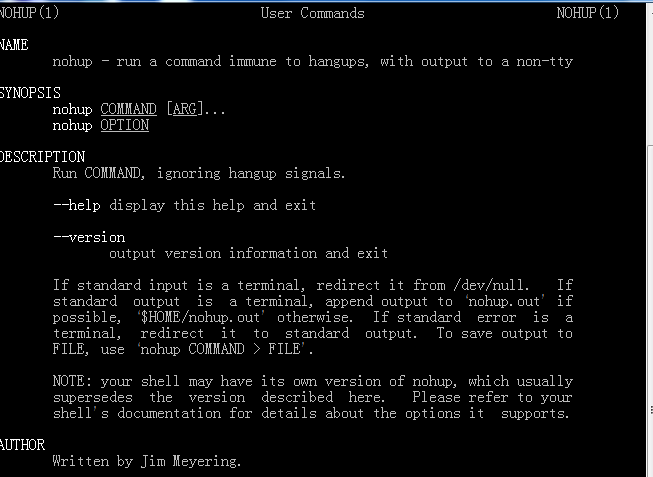 NOHUP(1) User Commands NOHUP(1)
NAME
nohup - run a command immune to hangups, with output to a non-tty
SYNOPSIS
nohup COMMAND [ARG]...
nohup OPTION
DESCRIPTION
Run COMMAND, ignoring hangup signals.
--help display this help and exit
--version
output version information and exit
If standard input is a terminal, redirect it from /dev/null. If
standard output is a terminal, append output to ‘nohup.out’ if
possible, ‘$HOME/nohup.out’ otherwise. If standard error is a
terminal, redirect it to standard output. To save output to
FILE, use ‘nohup COMMAND > FILE’.
NOTE: your shell may have its own version of nohup, which usually
supersedes the version described here. Please refer to your
shell’s documentation for details about the options it supports.
AUTHOR
Written by Jim Meyering.